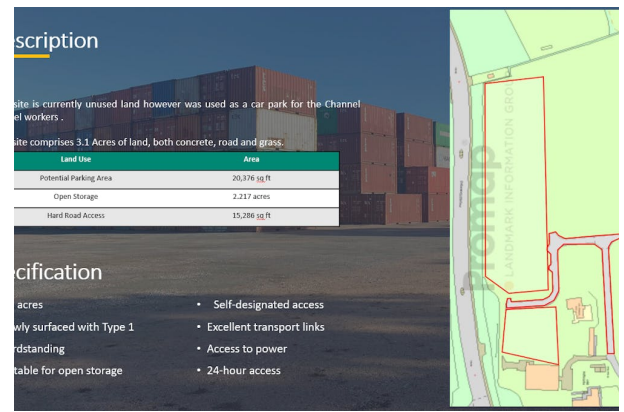 scription
site is currently unused land however was used as a car park for the Channel
el workers .
site comprises 3.1 Acres of land, both concrete, road and grass.
Land Use Area
Potential Parking Area 20,376 sq ft
Open Storage 2.217 acres
Hard Road Access 15,286 sq ft
ecification
acres
wly surfaced with Type 1
rdstanding
table for open storage
• Self-designated access
• Excellent transport links
• Access to power
• 24-hour access
promap
© LANDMARK INFORMATION GROU